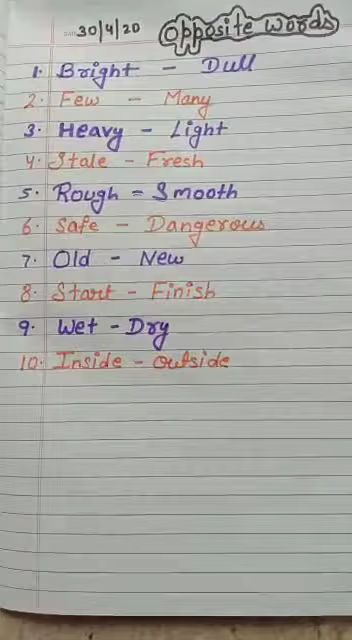 DATE 30/4/20 Opposite words
1. Bright - Dull
2. Few - Many
3. Heavy - Light
4. Stale - Fresh
5. Rough = Smooth
6. Safe - Dangerous
7. Old - New
8. Start - Finish
9. Wet - Dry
10. Inside - Outside